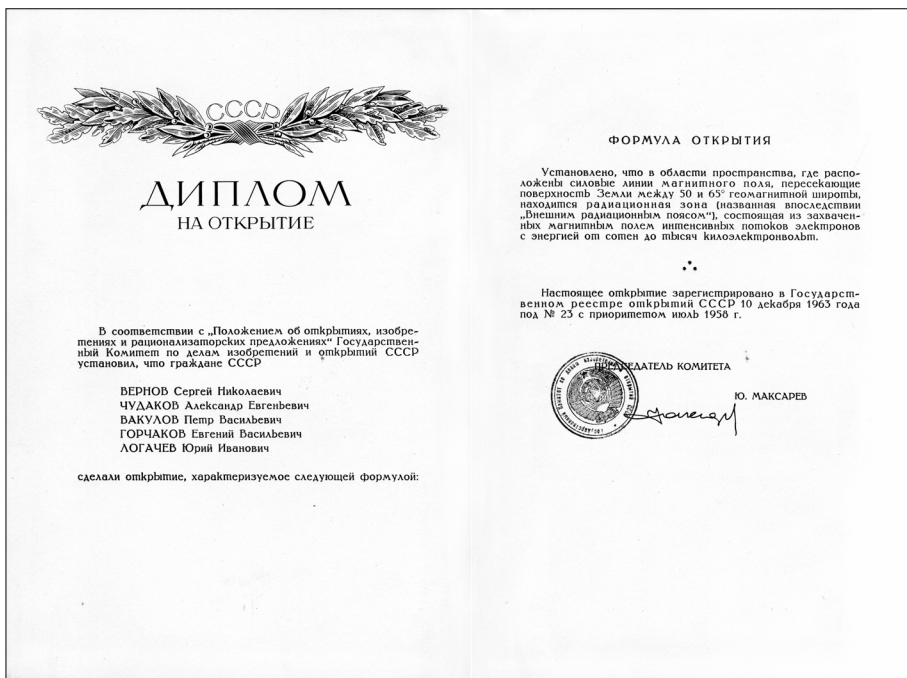 СССР
ДИПЛОМ
НА ОТКРЫТИЕ
В соответствии с „Положением об открытиях, изобре-
тениях и рационализаторских предложениях“ Государствен-
ный Комитет по делам изобретений и открытий СССР
установил, что граждане СССР
ВЕРНОВ Сергей Николаевич
ЧУДАКОВ Александр Евгеньевич
ВАКУЛОВ Петр Васильевич
ГОРЧАКОВ Евгений Васильевич
ЛОГАЧЕВ Юрий Иванович
сделали открытие, характеризуемое следующей формулой:
ФОРМУЛА ОТКРЫТИЯ
Установлено, что в области пространства, где распо-
ложены силовые линии магнитного поля, пересекающие
поверхность Земли между 50 и 65° геомагнитной широты,
находится радиационная зона (названная впоследствии
„Внешним радиационным поясом“), состоящая из захвачен-
ных магнитным полем интенсивных потоков электронов
с энергией от сотен до тысяч килоэлектронвольт.
Настоящее открытие зарегистрировано в Государст-
венном реестре открытий СССР 10 декабря 1963 года
под № 23 с приоритетом июль 1958 г.
ПРЕДСЕДАТЕЛЬ КОМИТЕТА
Ю. МАКСАРЕВ